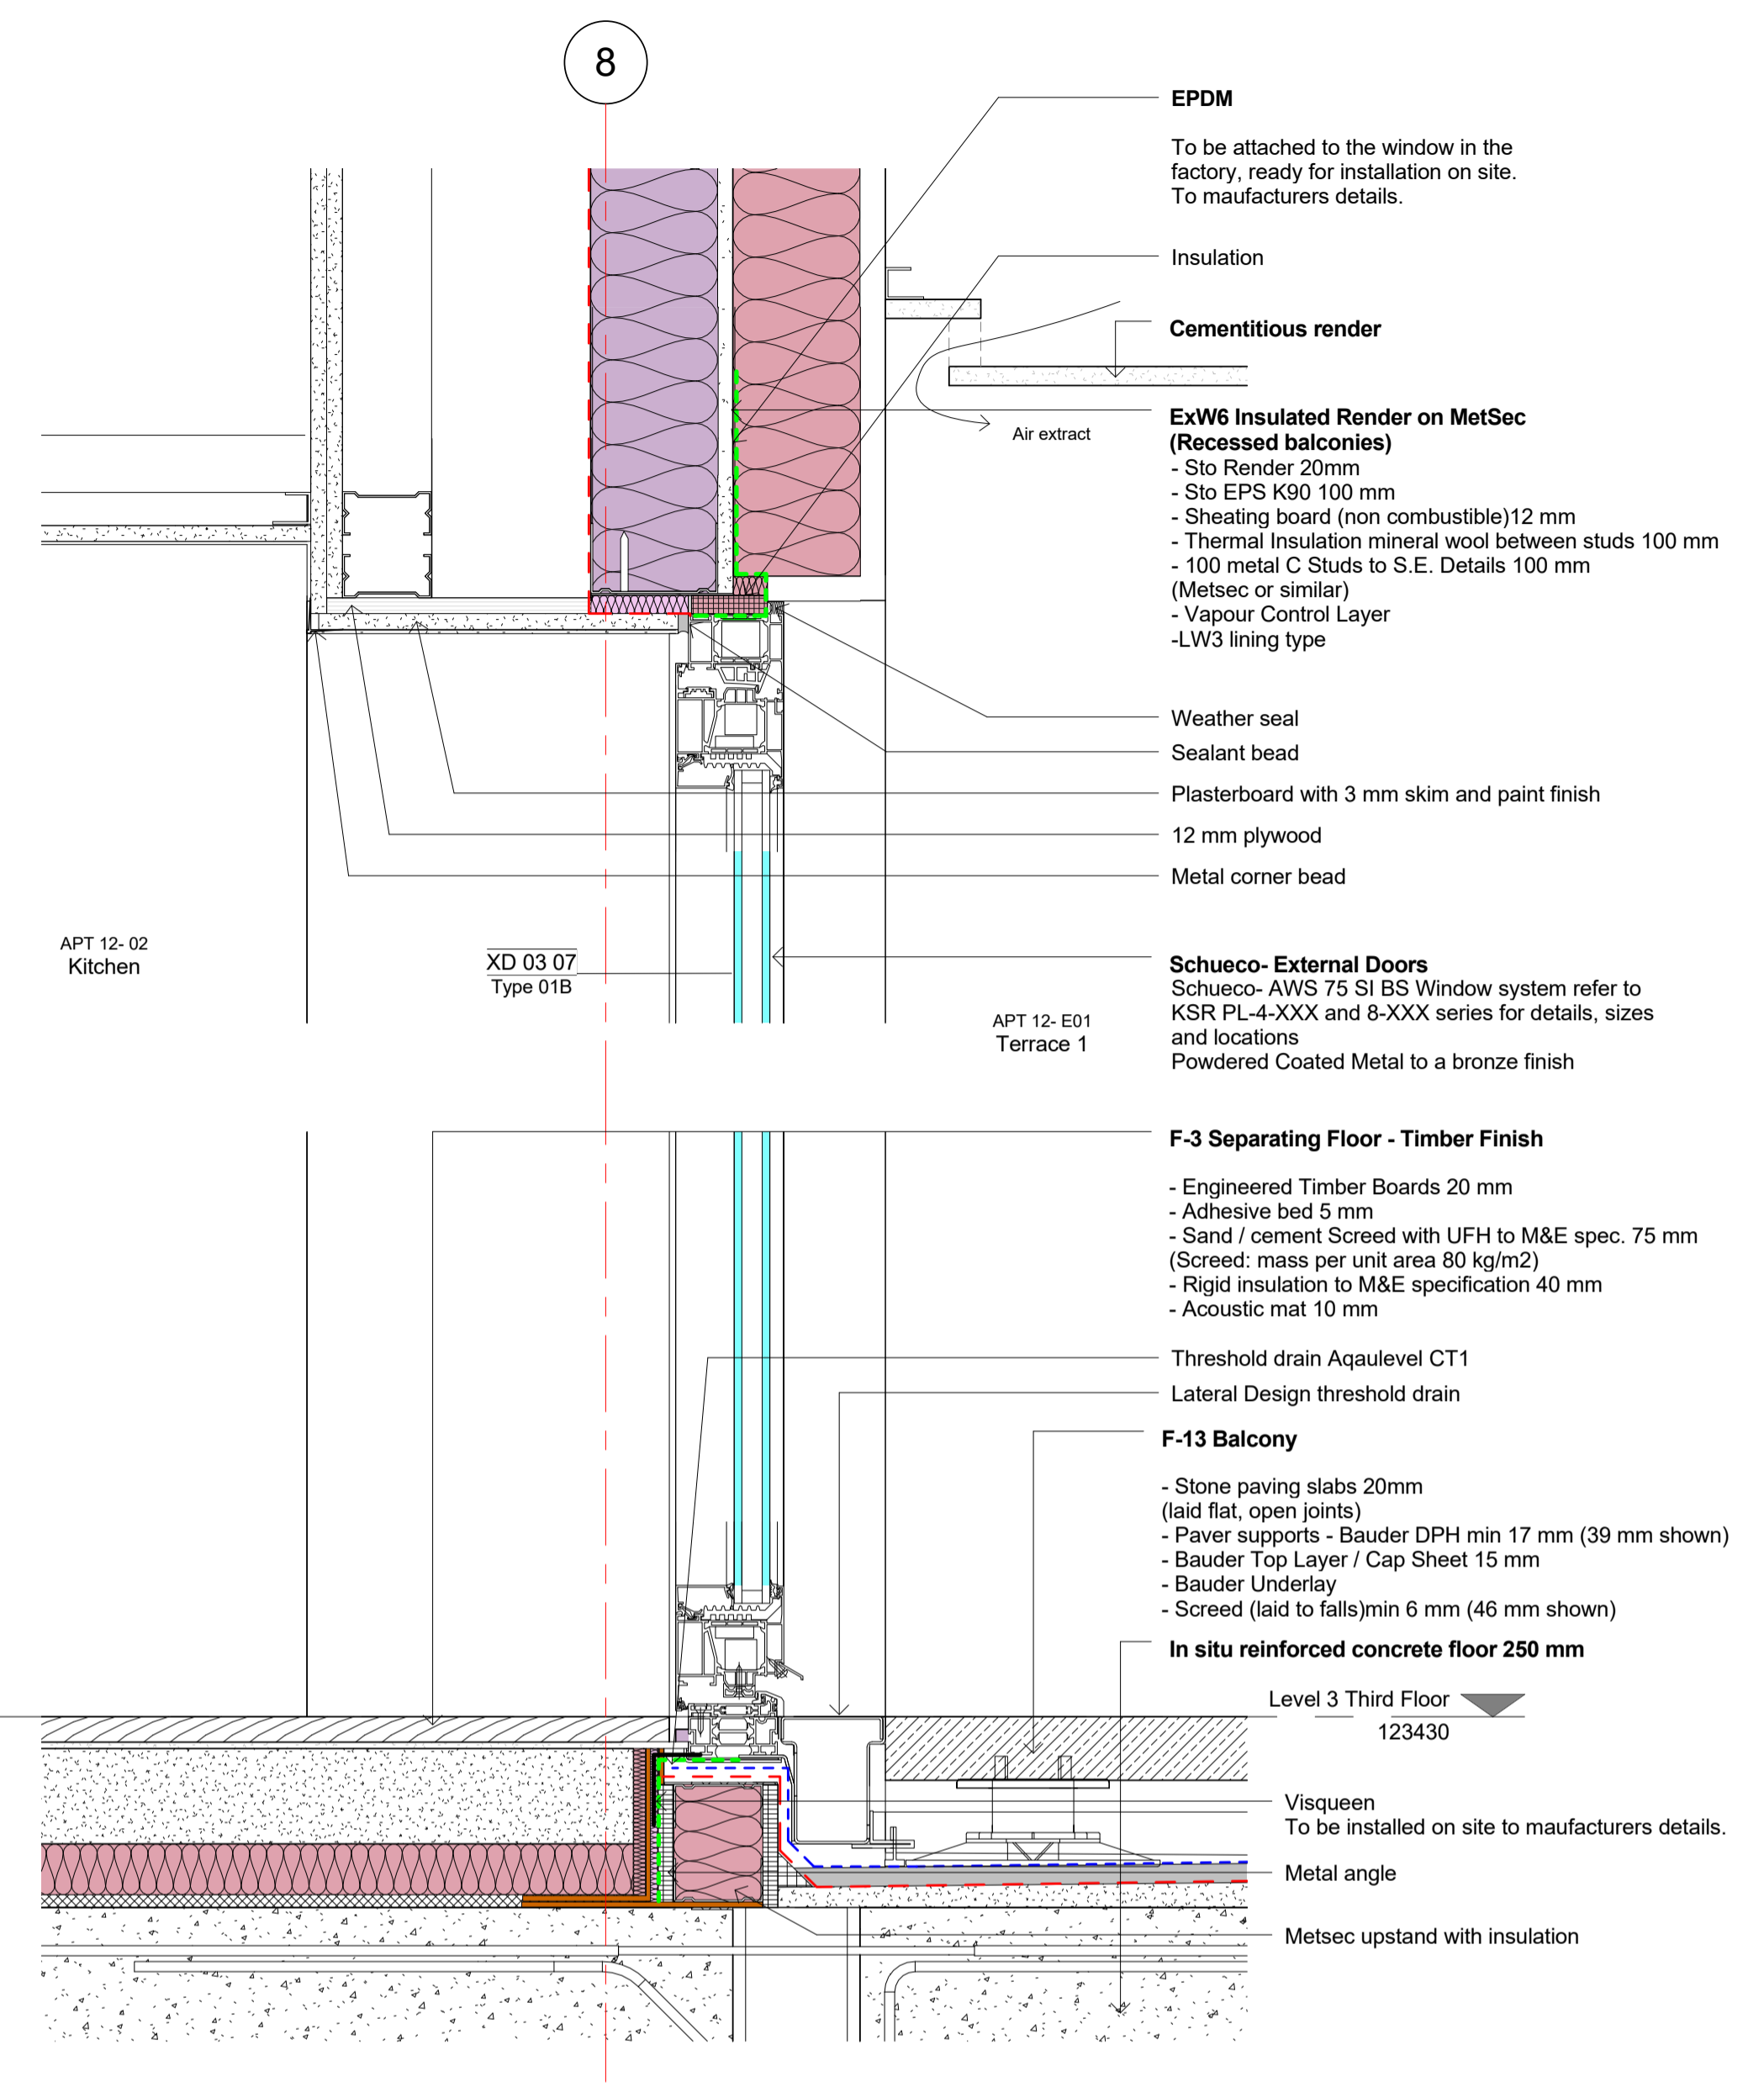 8
EPDM
To be attached to the window in the
factory, ready for installation on site.
To maufacturers details.
Insulation
Cementitious render
ExW6 Insulated Render on MetSec
(Recessed balconies)
- Sto Render 20mm
- Sto EPS K90 100 mm
- Sheating board (non combustible)12 mm
- Thermal Insulation mineral wool between studs 100 mm
- 100 metal C Studs to S.E. Details 100 mm
(Metsec or similar)
- Vapour Control Layer
-LW3 lining type
Air extract
Weather seal
Sealant bead
Plasterboard with 3 mm skim and paint finish
12 mm plywood
Metal corner bead
APT 12- 02
Kitchen
XD 03 07
Type 01B
APT 12- E01
Terrace 1
Schueco- External Doors
Schueco- AWS 75 SI BS Window system refer to
KSR PL-4-XXX and 8-XXX series for details, sizes
and locations
Powdered Coated Metal to a bronze finish
F-3 Separating Floor - Timber Finish
- Engineered Timber Boards 20 mm
- Adhesive bed 5 mm
- Sand / cement Screed with UFH to M&E spec. 75 mm
(Screed: mass per unit area 80 kg/m2)
- Rigid insulation to M&E specification 40 mm
- Acoustic mat 10 mm
Threshold drain Aqaulevel CT1
Lateral Design threshold drain
F-13 Balcony
- Stone paving slabs 20mm
(laid flat, open joints)
- Paver supports - Bauder DPH min 17 mm (39 mm shown)
- Bauder Top Layer / Cap Sheet 15 mm
- Bauder Underlay
- Screed (laid to falls)min 6 mm (46 mm shown)
In situ reinforced concrete floor 250 mm
Level 3 Third Floor
123430
Visqueen
To be installed on site to maufacturers details.
Metal angle
Metsec upstand with insulation